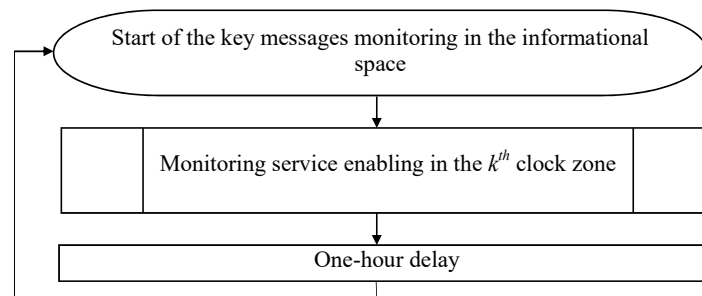 Start of the key messages monitoring in the informational
space
Monitoring service enabling in the k^th clock zone
One-hour delay